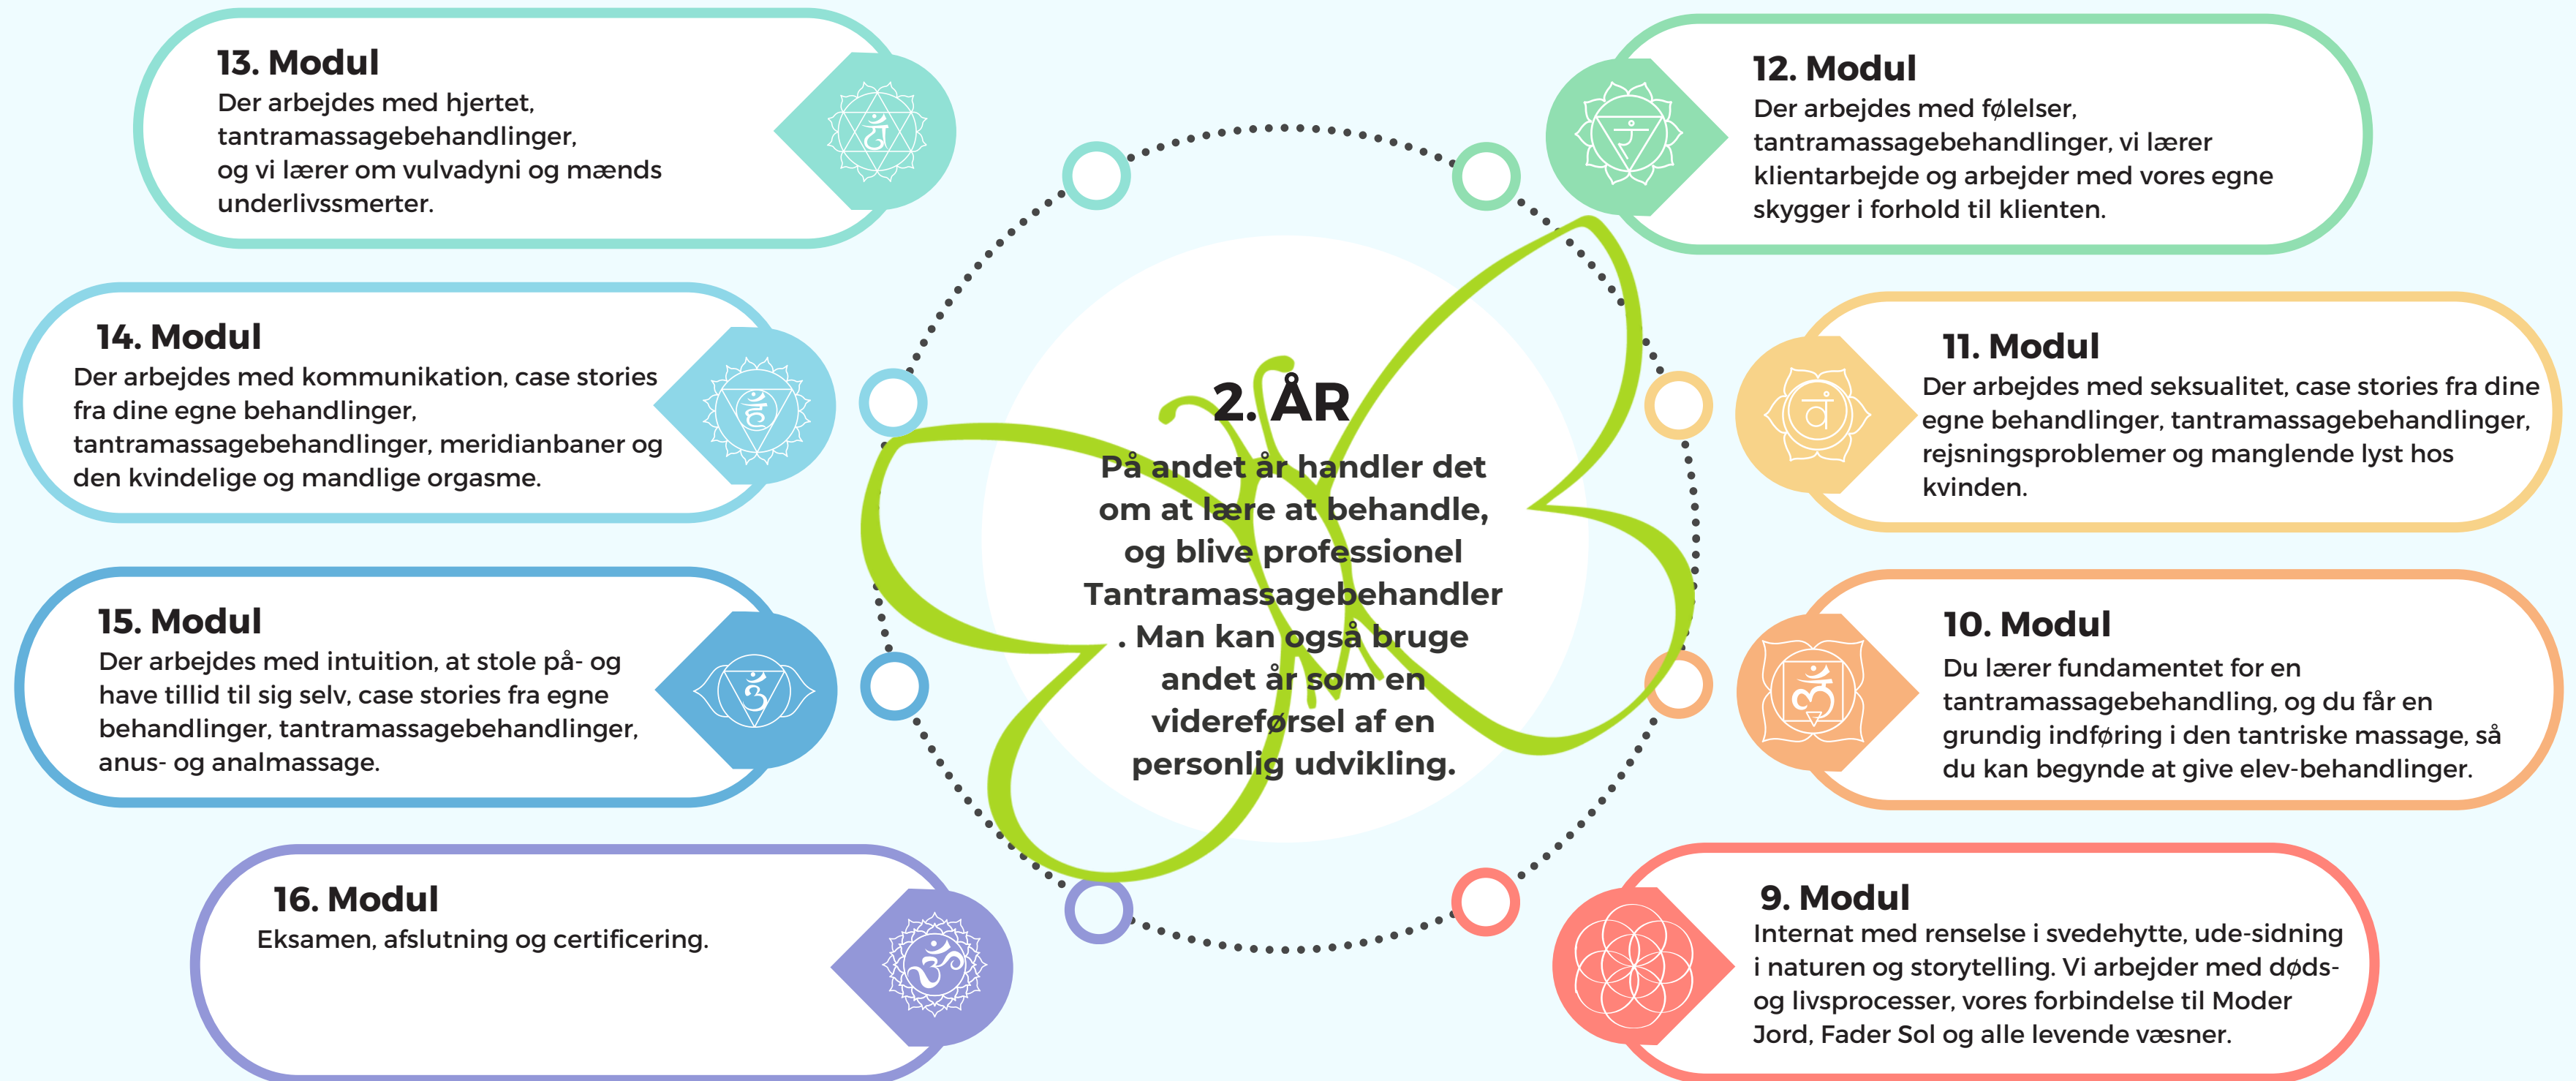 13. Modul
Der arbejdes med hjertet,
tantramassagebehandlinger,
og vi lærer om vulvadyni og mænds
underlivssmerter.
12. Modul
Der arbejdes med følelser,
tantramassagebehandlinger, vi lærer
klientarbejde og arbejder med vores egne
skygger i forhold til klienten.
14. Modul
Der arbejdes med kommunikation, case stories
fra dine egne behandlinger,
tantramassagebehandlinger, meridianbaner og
den kvindelige og mandlige orgasme.
2. ÅR
På andet år handler det
om at lære at behandle,
og blive professionel
Tantramassagebehandler
. Man kan også bruge
andet år som en
videreførsel af en
personlig udvikling.
11. Modul
Der arbejdes med seksualitet, case stories fra dine
egne behandlinger, tantramassagebehandlinger,
rejsningsproblemer og manglende lyst hos
kvinden.
15. Modul
Der arbejdes med intuition, at stole på- og
have tillid til sig selv, case stories fra egne
behandlinger, tantramassagebehandlinger,
anus- og analmassage.
10. Modul
Du lærer fundamentet for en
tantramassagebehandling, og du får en
grundig indføring i den tantriske massage, så
du kan begynde at give elev-behandlinger.
16. Modul
Eksamen, afslutning og certificering.
9. Modul
Internat med renselse i svedehytte, ude-sidning
i naturen og storytelling. Vi arbejder med døds-
og livsprocesser, vores forbindelse til Moder
Jord, Fader Sol og alle levende væsner.